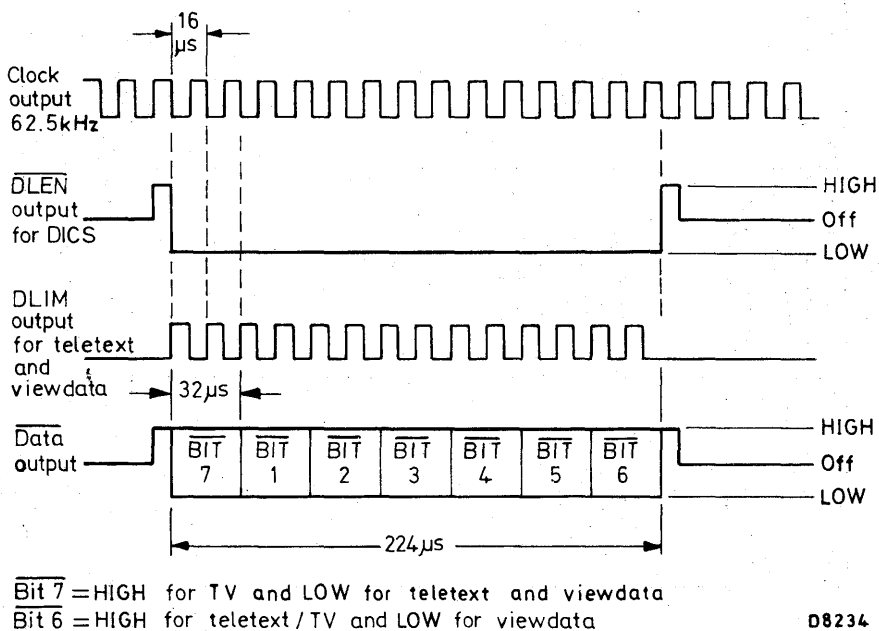 16
µs
Clock
output
62.5kHz
DLEN
output
for DICS
HIGH
Off
LOW
DLIM
output
for teletext
and
viewdata
32µs
Data
output
BIT
7
BIT
1
BIT
2
BIT
3
BIT
4
BIT
5
BIT
6
HIGH
Off
LOW
224µs
Bit 7 = HIGH for TV and LOW for teletext and viewdata
Bit 6 = HIGH for teletext / TV and LOW for viewdata
D8234